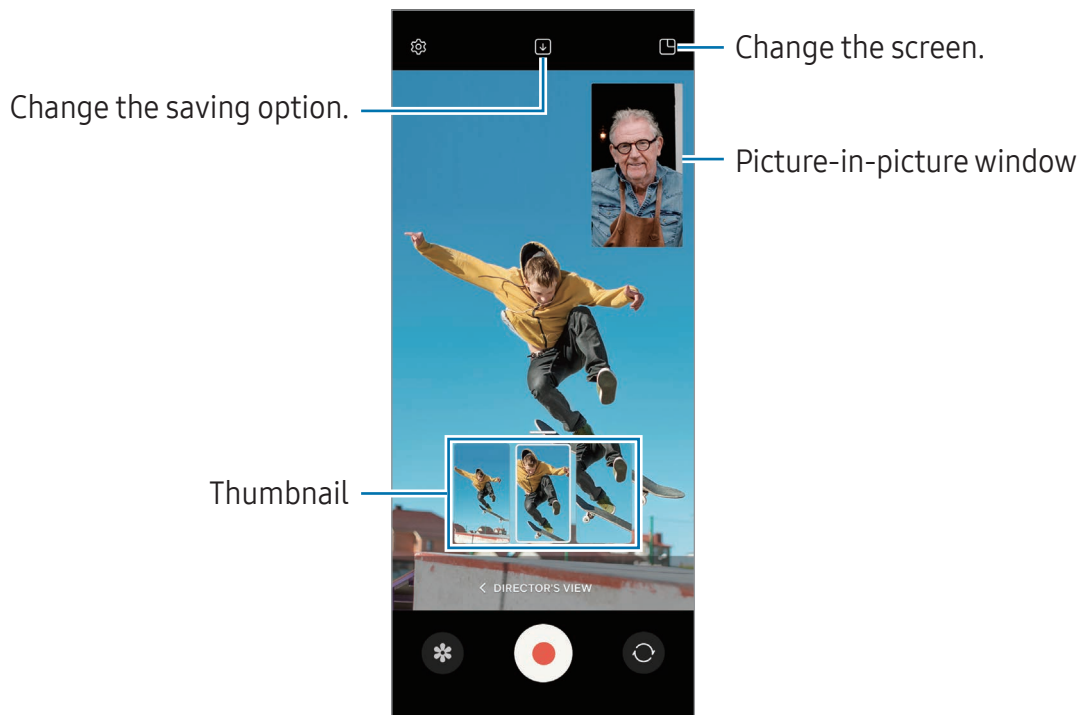 Change the screen.
Change the saving option.
Picture-in-picture window
Thumbnail
DIRECTOR'S VIEW